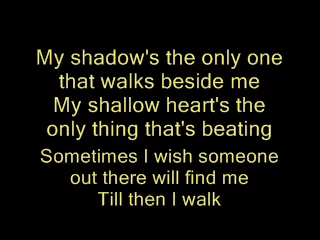 My shadow's the only one
that walks beside me
My shallow heart's the
only thing that's beating
Sometimes I wish someone
out there will find me
Till then I walk